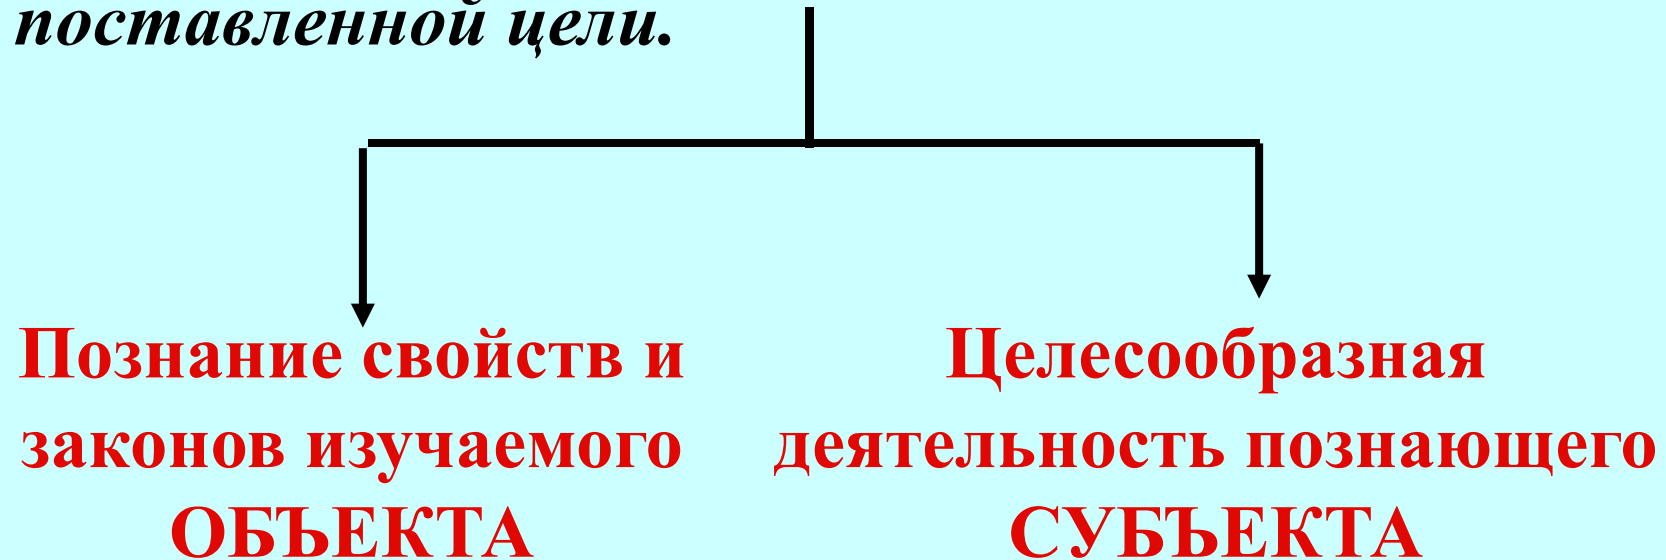 поставленной цели.
Познание свойств и
законов изучаемого
ОБЪЕКТА
Целесообразная
деятельность познающего
СУБЪЕКТА